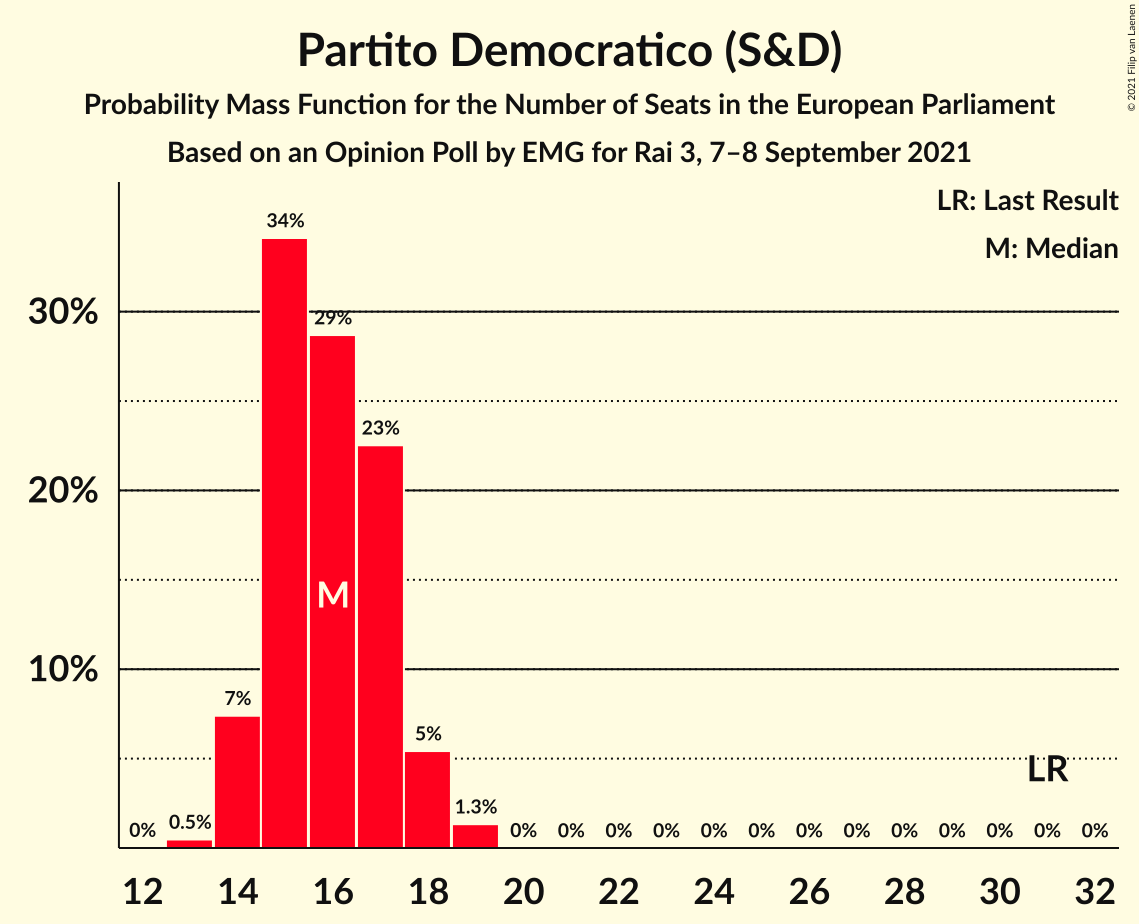 © 2021 Filip van Laenen
Partito Democratico (S&D)
Probability Mass Function for the Number of Seats in the European Parliament
Based on an Opinion Poll by EMG for Rai 3, 7–8 September 2021
LR: Last Result
M: Median
30%
20%
10%
0% 0.5% 7% 34% 29% 23% 5% 1.3% 0% 0% 0% 0% 0% 0% 0% 0% 0% 0% 0% 0% 0%
M
LR
12 14 16 18 20 22 24 26 28 30 32